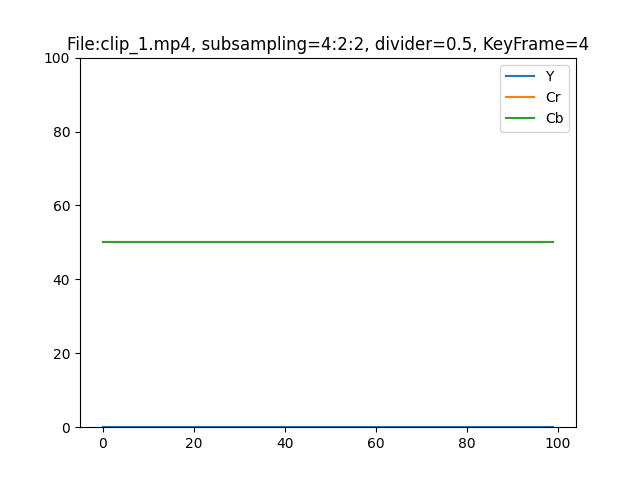 File:clip_1.mp4, subsampling=4:2:2, divider=0.5, KeyFrame=4
100
80
60
40
20
0
Y
Cr
Cb
0 20 40 60 80 100